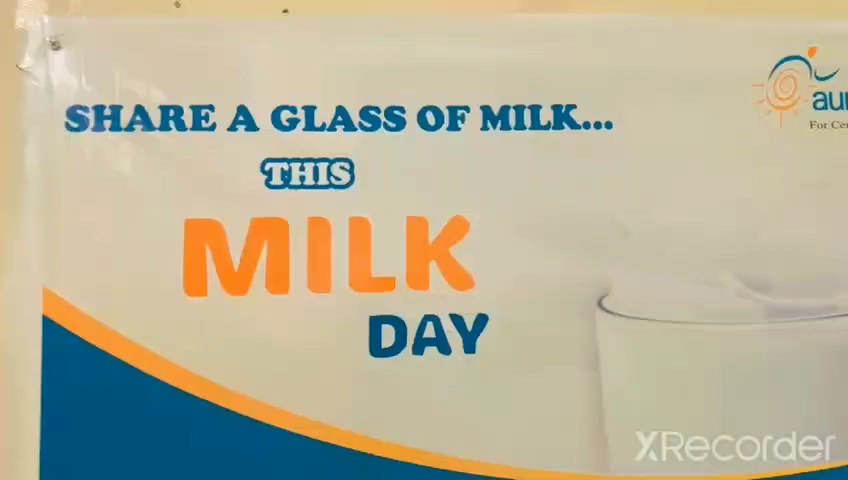 SHARE A GLASS OF MILK...
THIS
MILK
DAY
XRecorder